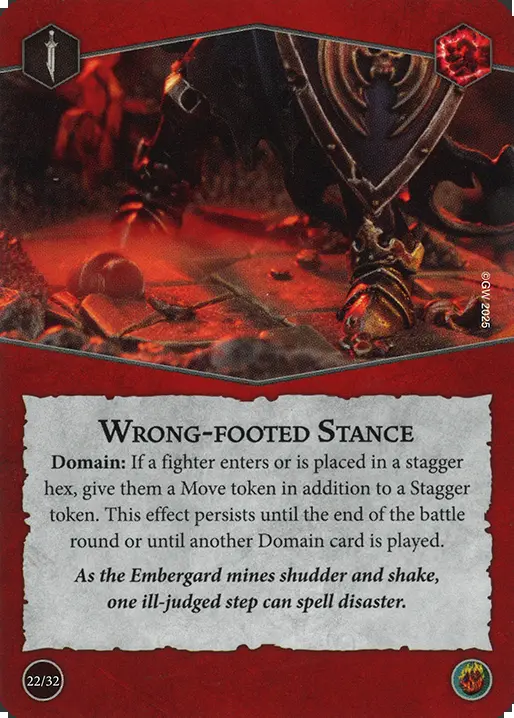 ©GW 2025
Wrong-footed Stance
Domain: If a fighter enters or is placed in a stagger
hex, give them a Move token in addition to a Stagger
token. This effect persists until the end of the battle
round or until another Domain card is played.
As the Embergard mines shudder and shake,
one ill-judged step can spell disaster.
22/32